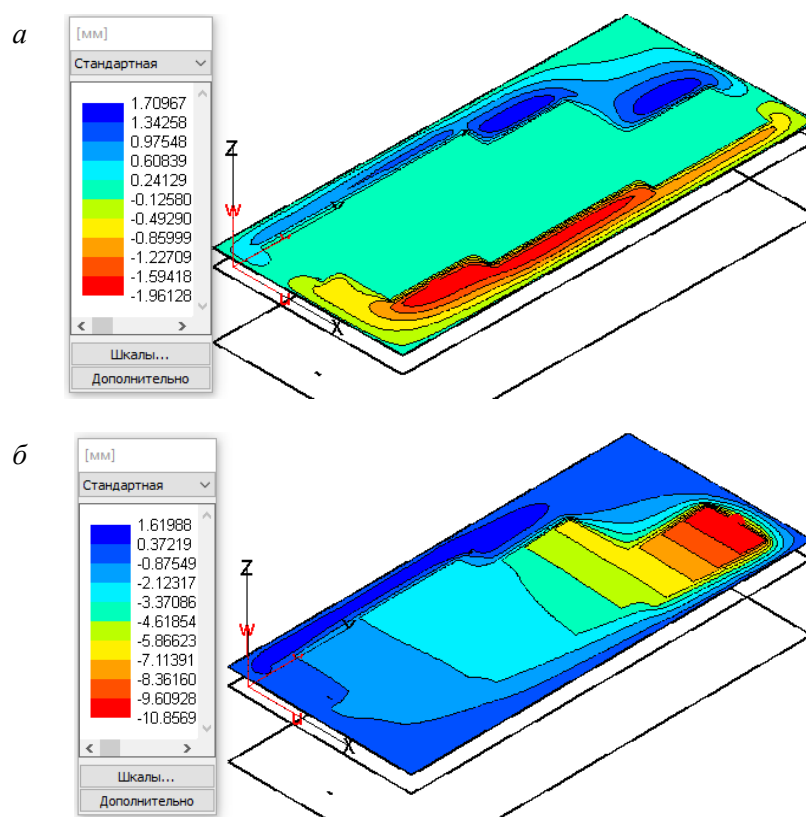 а
[мм]
Стандартная
1.70967
1.34258
0.97548
0.60839
0.24129
-0.12580
-0.49290
-0.85999
-1.22709
-1.59418
-1.96128
Шкалы...
Дополнительно
Z
W
U
X
б
[мм]
Стандартная
1.61988
0.37219
-0.87549
-2.12317
-3.37086
-4.61854
-5.86623
-7.11391
-8.36160
-9.60928
-10.8569
Шкалы...
Дополнительно
Z
W
U
X